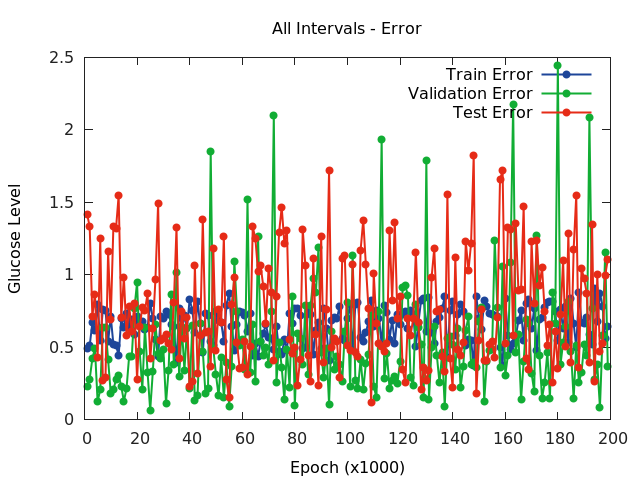 All Intervals - Error
Train Error
Validation Error
Test Error
Glucose Level
2.5
2
1.5
1
0.5
0
0 20 40 60 80 100 120 140 160 180 200
Epoch (x1000)